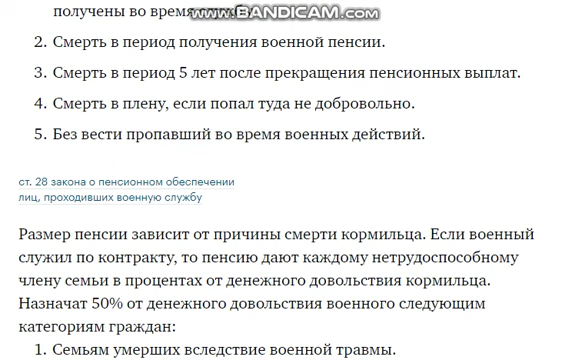 получены во время службы
www.BANDICAM.com
2. Смерть в период получения военной пенсии.
3. Смерть в период 5 лет после прекращения пенсионных выплат.
4. Смерть в плену, если попал туда не добровольно.
5. Без вести пропавший во время военных действий.
ст. 28 закона о пенсионном обеспечении
лиц, проходивших военную службу
Размер пенсии зависит от причины смерти кормильца. Если военный
служил по контракту, то пенсию дают каждому нетрудоспособному
члену семьи в процентах от денежного довольствия кормильца.
Назначат 50% от денежного довольствия военного следующим
категориям граждан:
1. Семьям умерших вследствие военной травмы.